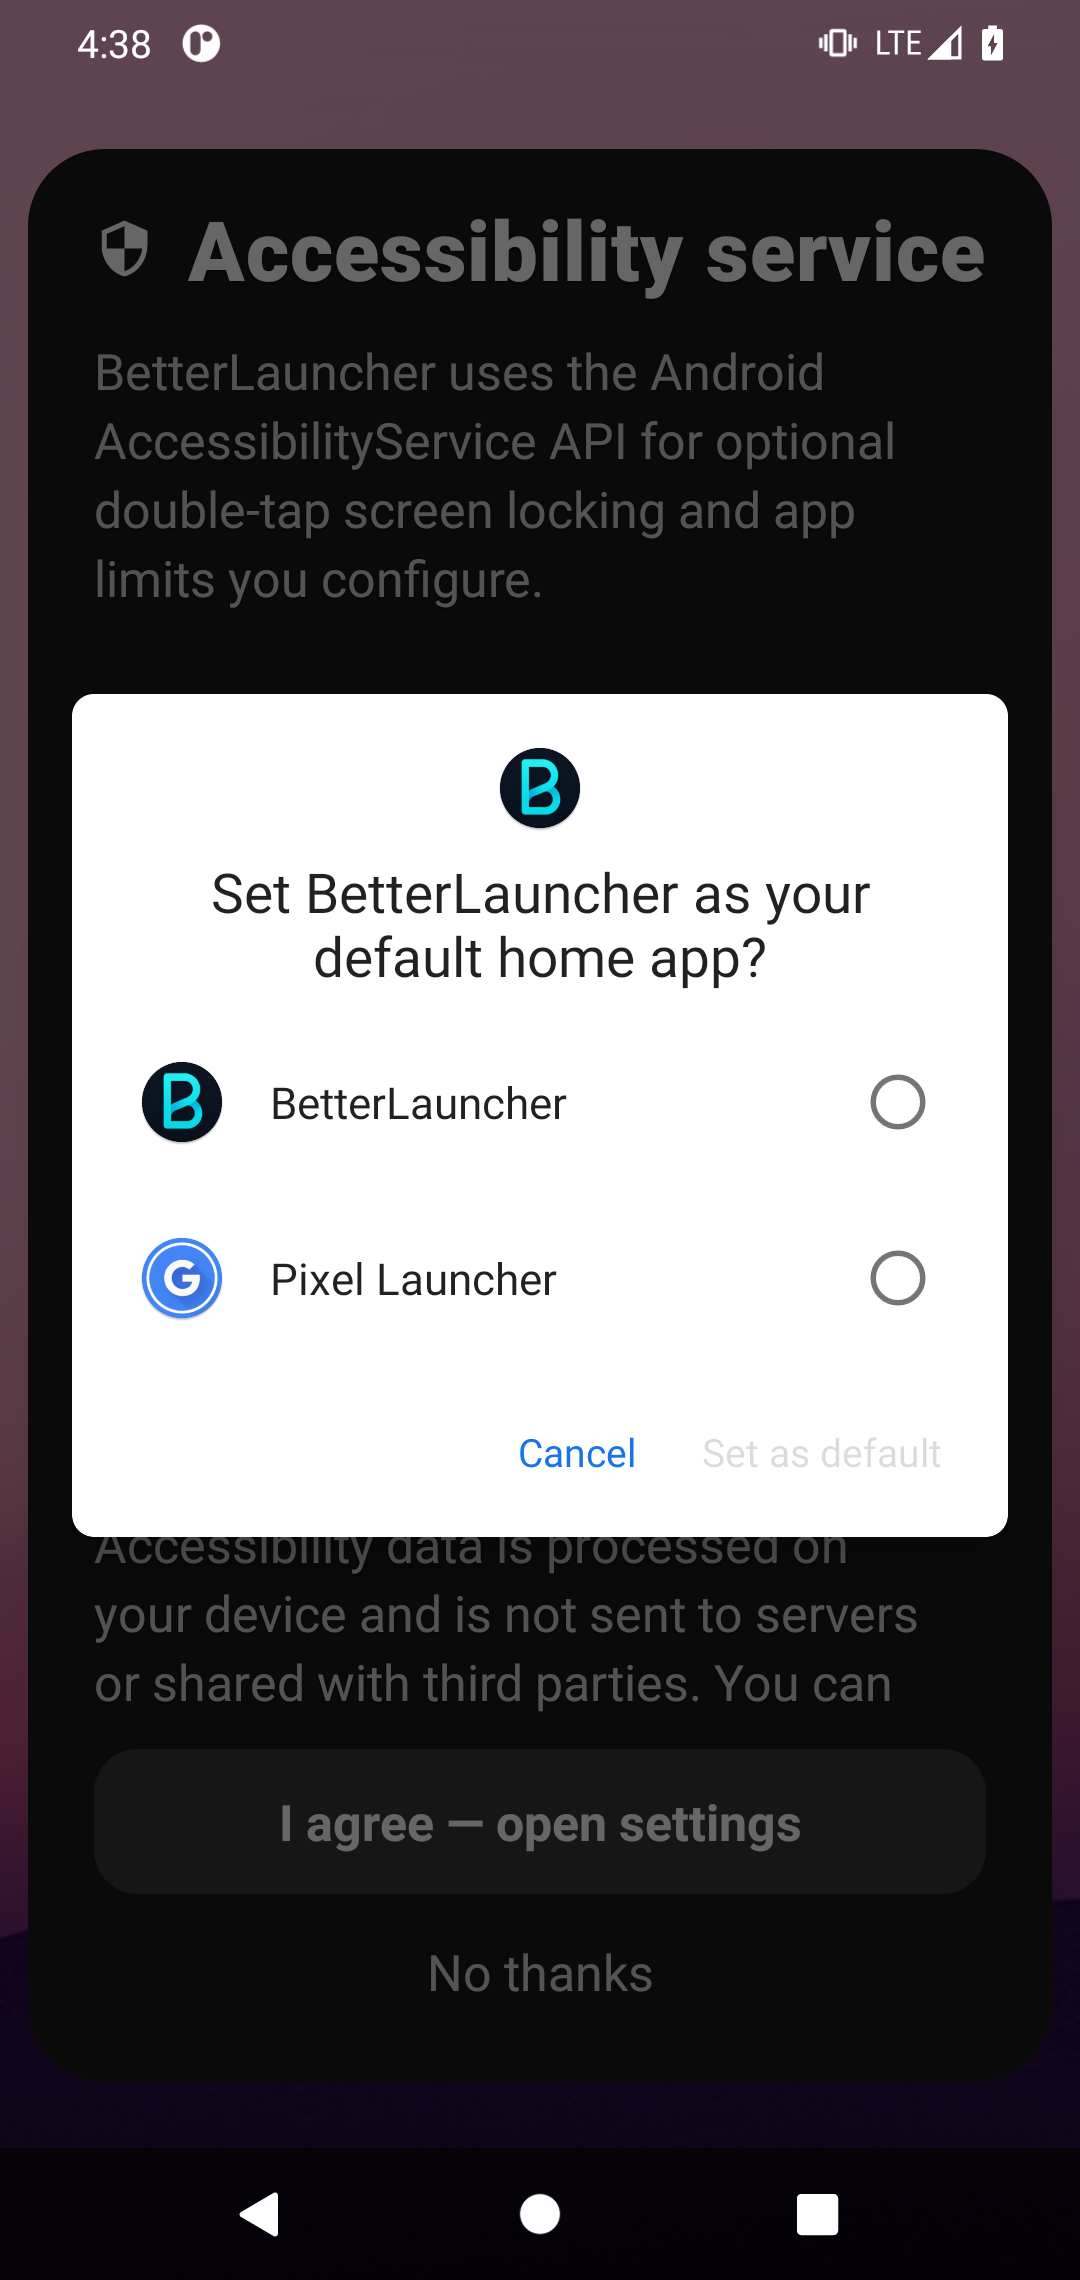 4:38
LTE
Accessibility service
BetterLauncher uses the Android
AccessibilityService API for optional
double-tap screen locking and app
limits you configure.
Set BetterLauncher as your
default home app?
BetterLauncher
Pixel Launcher
Cancel
Set as default
Accessibility data is processed on
your device and is not sent to servers
or shared with third parties. You can
I agree — open settings
No thanks